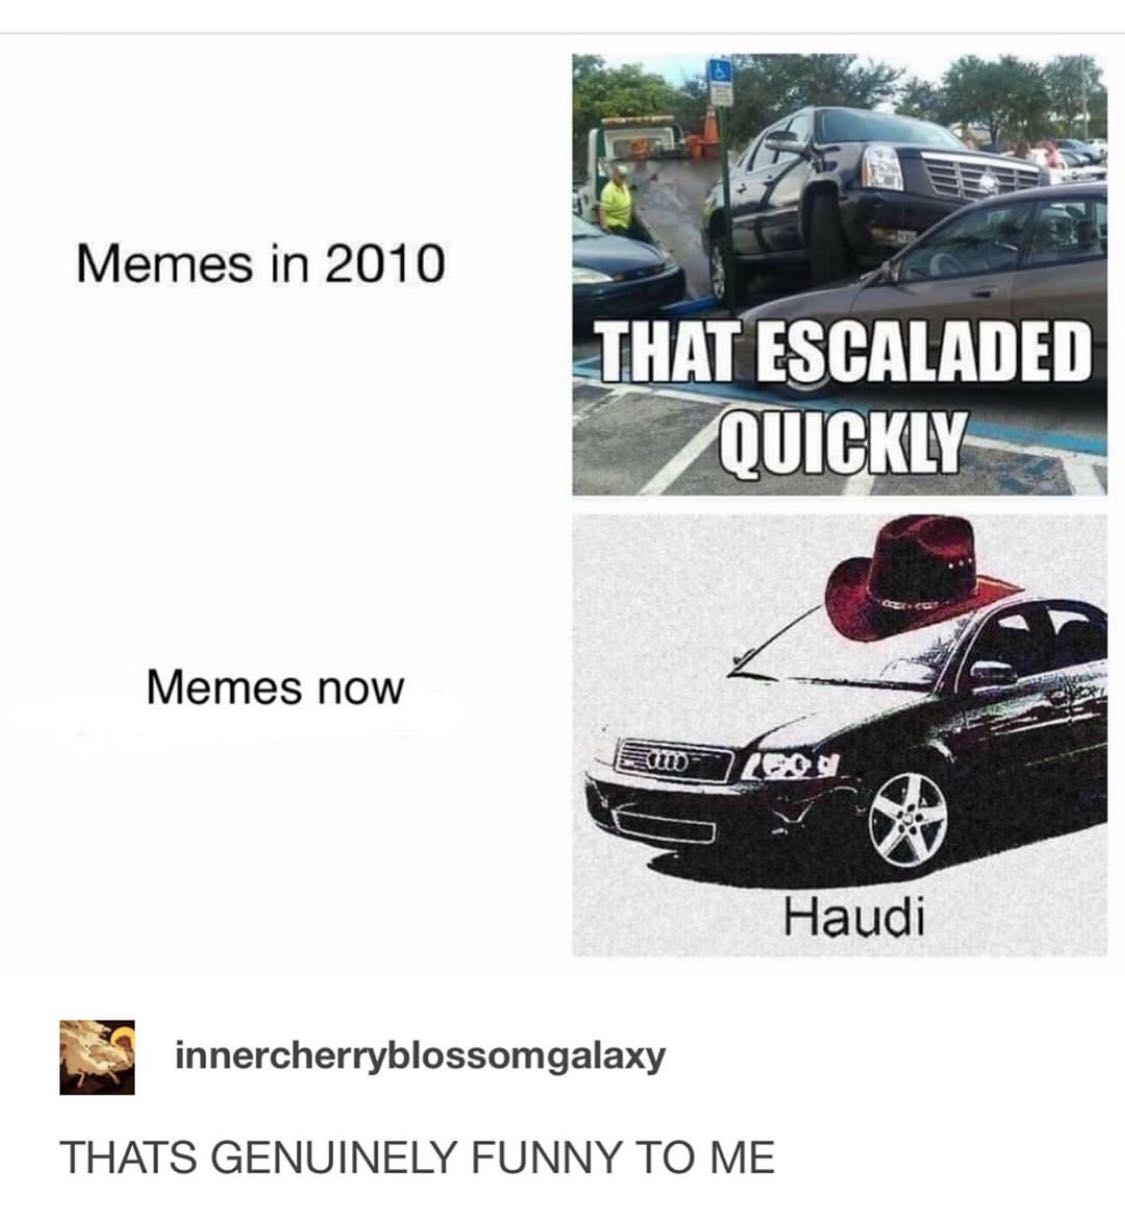 Memes in 2010
THAT ESCALADED
QUICKLY
Memes now
Haudi
innercherryblossomgalaxy
THATS GENUINELY FUNNY TO ME